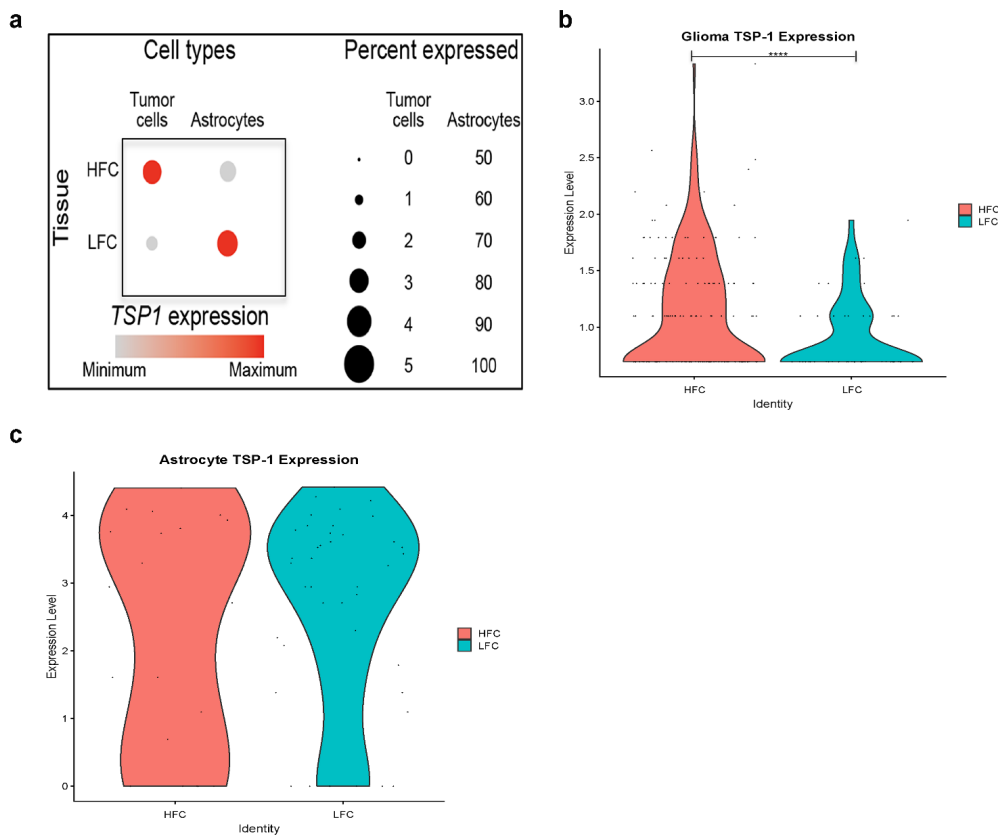 a
Cell types
Percent expressed
Tumor
cells
Astrocytes
Tumor
cells
Astrocytes
Tissue
HFC
LFC
0 50
1 60
2 70
3 80
4 90
5 100
TSP1 expression
Minimum
Maximum
b
Glioma TSP-1 Expression
****
Expression Level
3.0
2.5
2.0
1.5
1.0
HFC
LFC
Identity
HFC
LFC
c
Astrocyte TSP-1 Expression
Expression Level
4
3
2
1
0
HFC
LFC
Identity
HFC
LFC